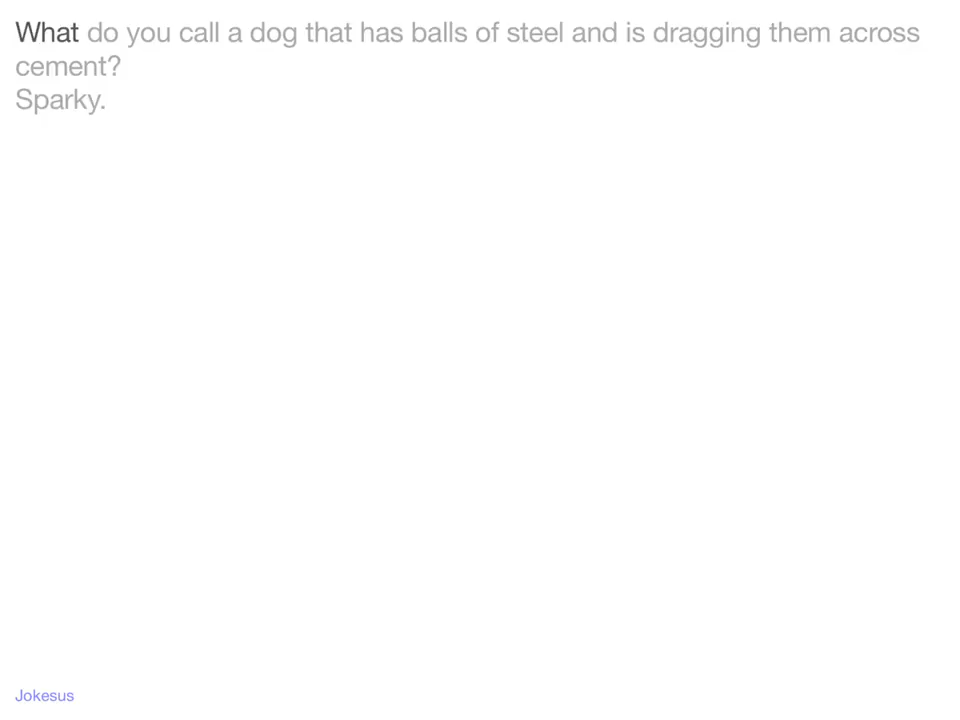 What do you call a dog that has balls of steel and is dragging them across
cement?
Sparky.
Jokesus